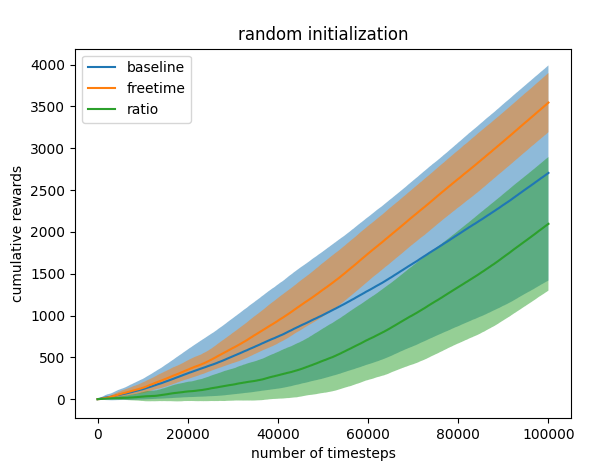 random initialization
baseline
freetime
ratio
4000
3500
3000
2500
2000
1500
1000
500
0
cumulative rewards
0 20000 40000 60000 80000 100000
number of timesteps